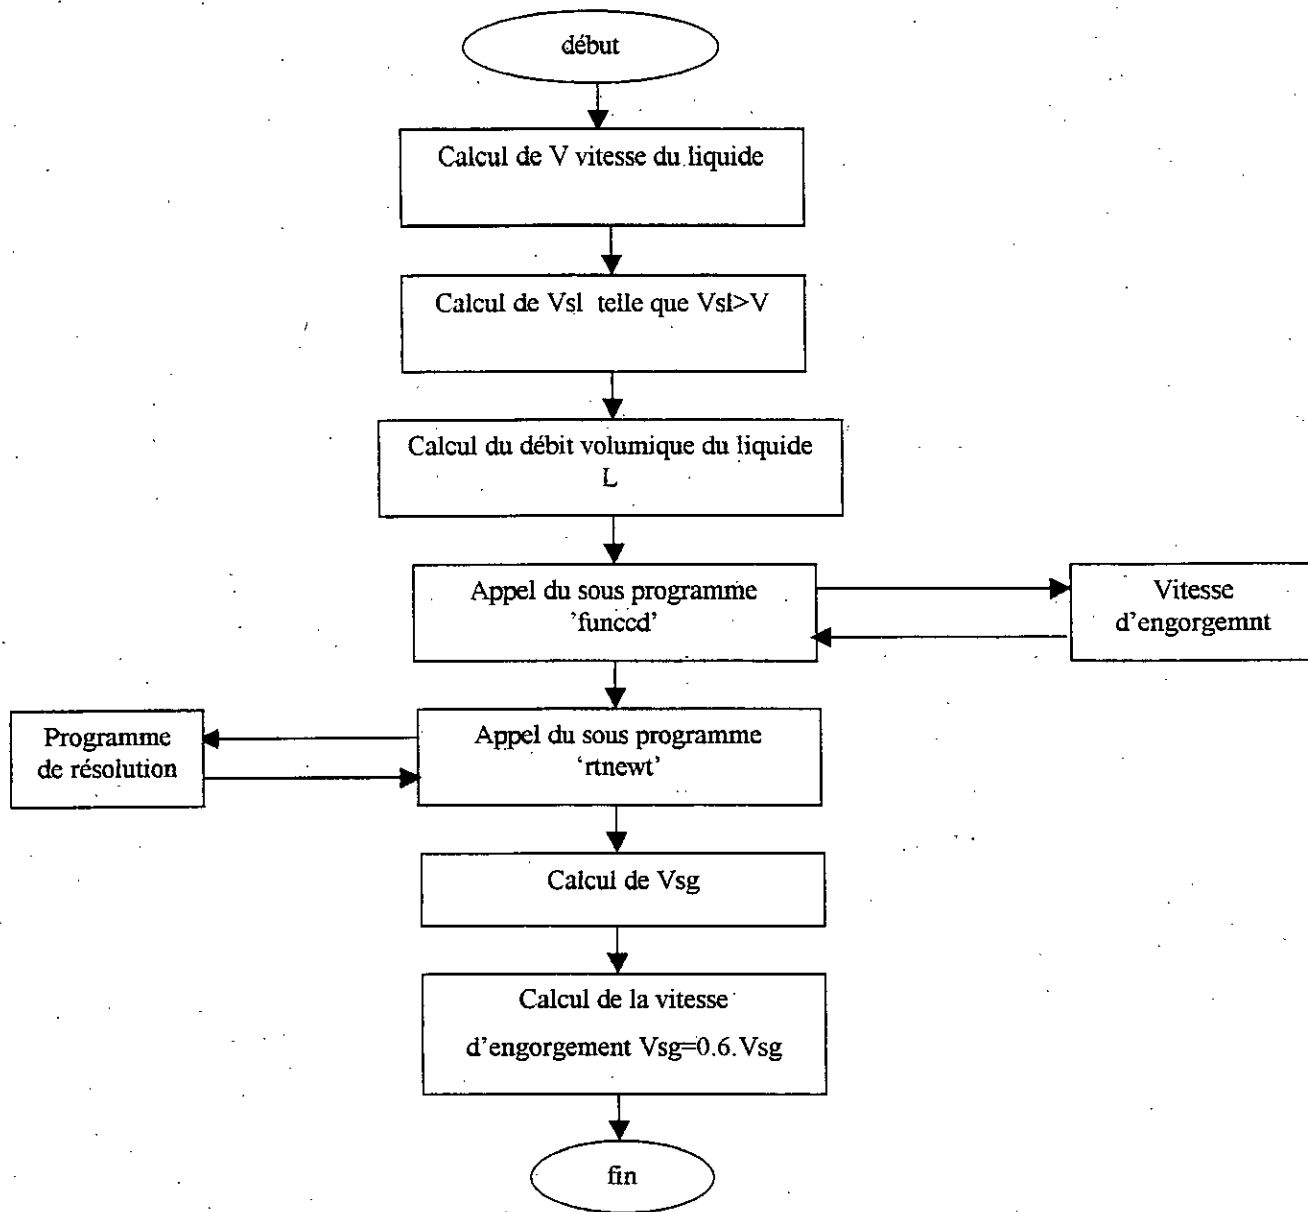 début
Calcul de V vitesse du liquide
Calcul de Vsl telle que Vsl>V
Calcul du débit volumique du liquide
L
Appel du sous programme
'funccd'
Vitesse
d'engorgemnt
Programme
de résolution
Appel du sous programme
'rtnewt'
Calcul de Vsg
Calcul de la vitesse
d'engorgement Vsg=0.6.Vsg
fin